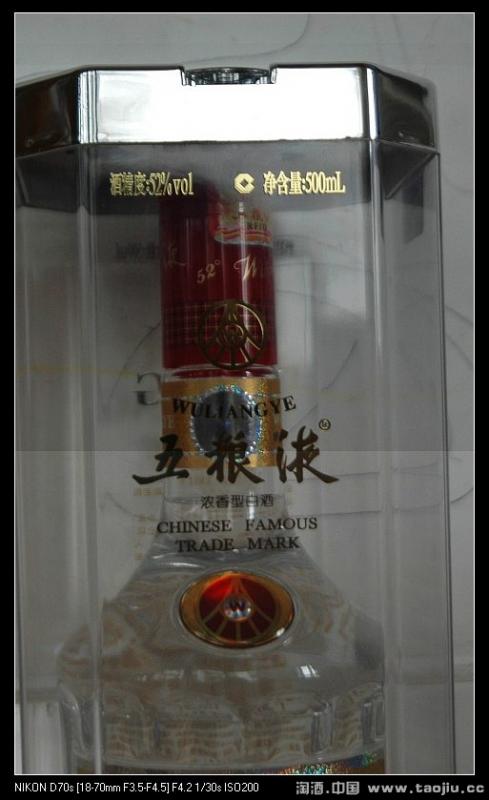 酒精度:52%vol 净含量:500mL
52°
WULIANGYE
五粮液
浓香型白酒
CHINESE FAMOUS
TRADE MARK
W
NIKON D70s [18-70mm F3.5-F4.5] F4.2 1/30s ISO200
淘酒.中国 www.taojiu.com